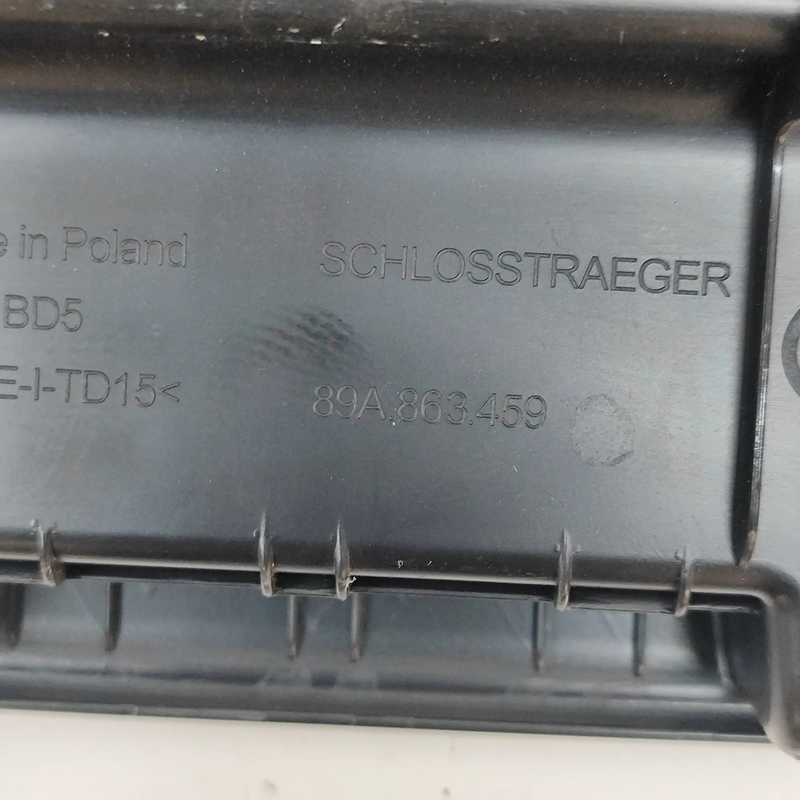 e in Poland
SCHLOSSTRAEGER
BD5
E-I-TD15<
89A.863.459